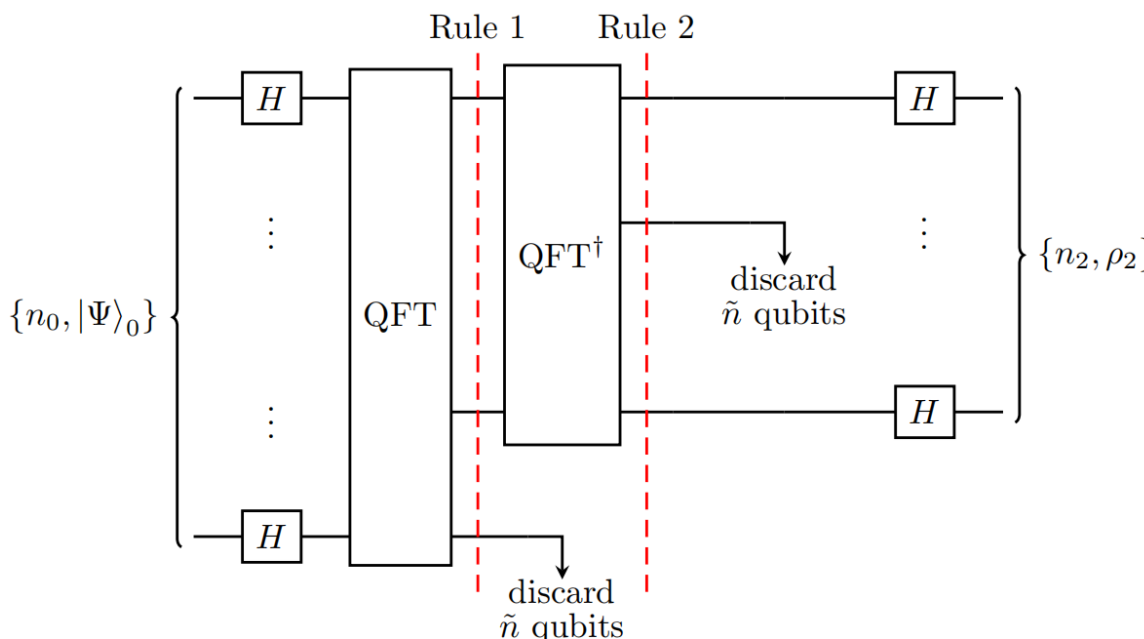 Rule 1
Rule 2
H
H
⋮
⋮
{n₀, |Ψ⟩₀}
QFT
QFT†
discard
ñ qubits
{n₂, ρ₂}
⋮
H
H
discard
ñ qubits